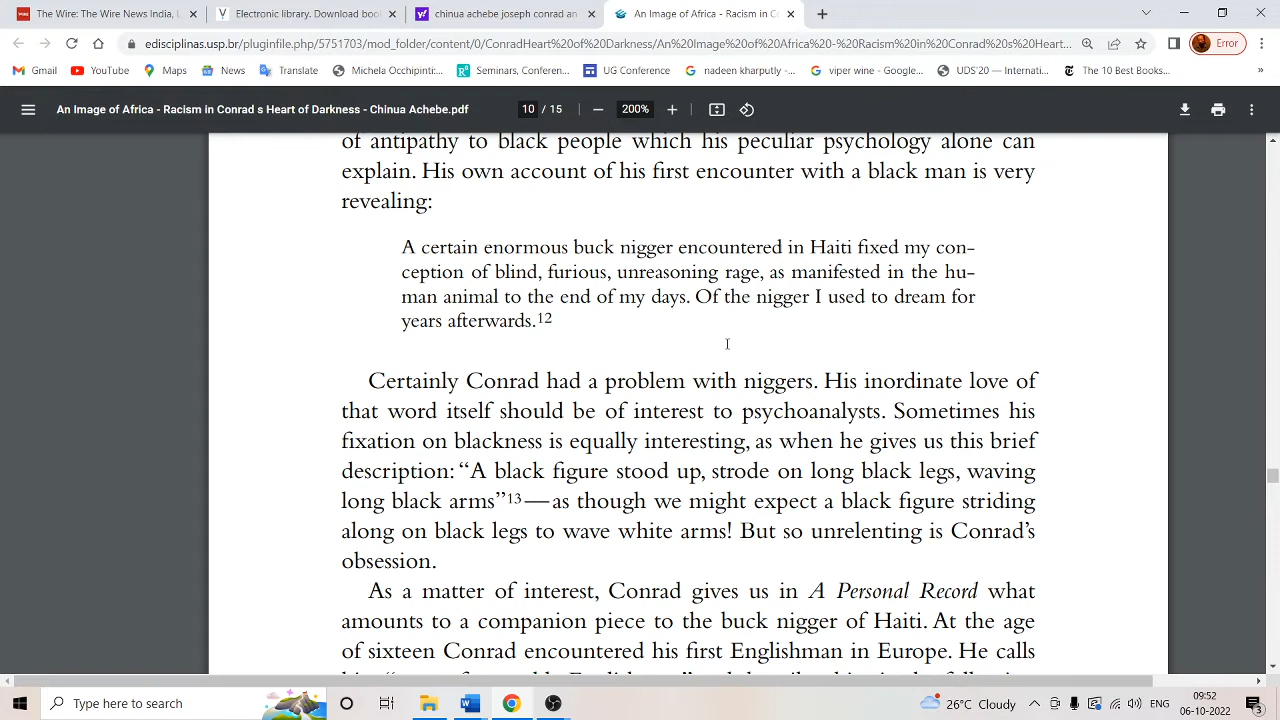 The Wire: The Wire News India, L
Electronic library. Download bool
chinua achebe joseph conrad an
An Image of Africa - Racism in Co
edisciplinas.usp.br/pluginfile.php/5751703/mod_folder/content/0/ConradHeart%20of%20Darkness/An%20Image%20of%20Africa%20-%20Racism%20in%20Conrad%20s%20Heart...
Error
Gmail
YouTube
Maps
News
Translate
Michela Occhipinti:...
Seminars, Conferen...
UG Conference
nadeen kharputly -...
viper wine - Google...
UDS'20 — Internati...
The 10 Best Books...
»
An Image of Africa - Racism in Conrad s Heart of Darkness - Chinua Achebe.pdf
10 / 15
200%
of antipathy to black people which his peculiar psychology alone can
explain. His own account of his first encounter with a black man is very
revealing:
A certain enormous buck nigger encountered in Haiti fixed my con-
ception of blind, furious, unreasoning rage, as manifested in the hu-
man animal to the end of my days. Of the nigger I used to dream for
years afterwards.12
Certainly Conrad had a problem with niggers. His inordinate love of
that word itself should be of interest to psychoanalysts. Sometimes his
fixation on blackness is equally interesting, as when he gives us this brief
description: “A black figure stood up, strode on long black legs, waving
long black arms”13—as though we might expect a black figure striding
along on black legs to wave white arms! But so unrelenting is Conrad’s
obsession.
As a matter of interest, Conrad gives us in A Personal Record what
amounts to a companion piece to the buck nigger of Haiti. At the age
of sixteen Conrad encountered his first Englishman in Europe. He calls
Type here to search
26°C Cloudy
ENG
09:52
06-10-2022
3